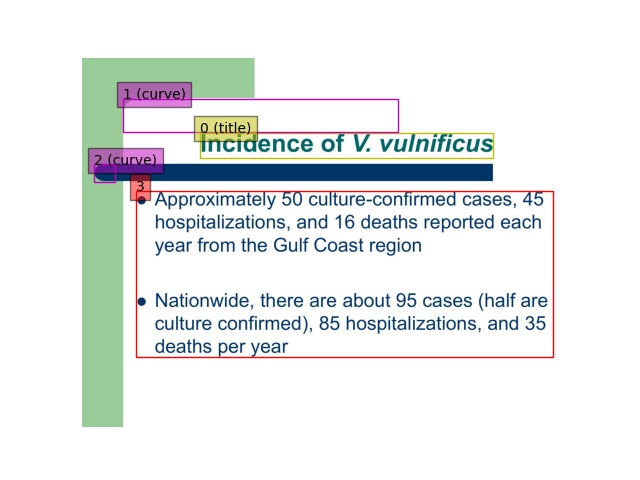 1 (curve)
0 (title)
Incidence of V. vulnificus
2 (curve)
3
● Approximately 50 culture-confirmed cases, 45
hospitalizations, and 16 deaths reported each
year from the Gulf Coast region
● Nationwide, there are about 95 cases (half are
culture confirmed), 85 hospitalizations, and 35
deaths per year